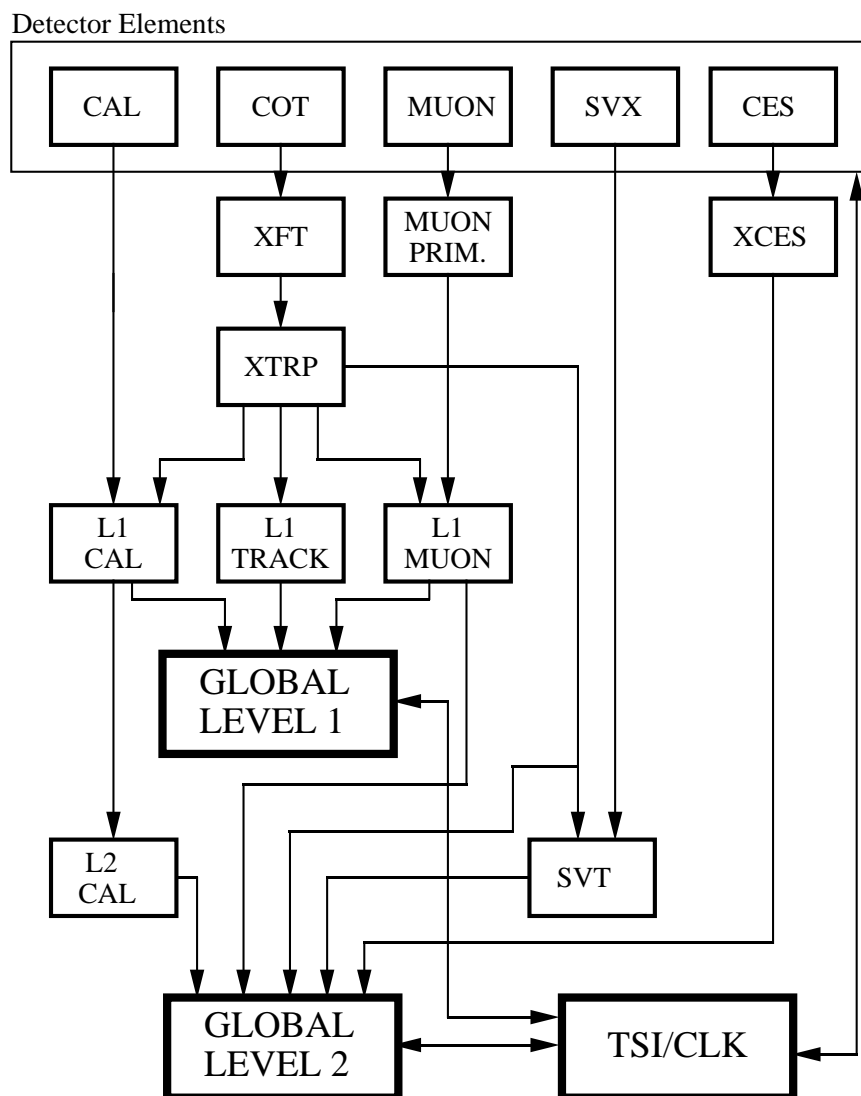 Detector Elements
CAL
COT
MUON
SVX
CES
XFT
MUON
PRIM.
XCES
XTRP
L1
CAL
L1
TRACK
L1
MUON
GLOBAL
LEVEL 1
L2
CAL
SVT
GLOBAL
LEVEL 2
TSI/CLK